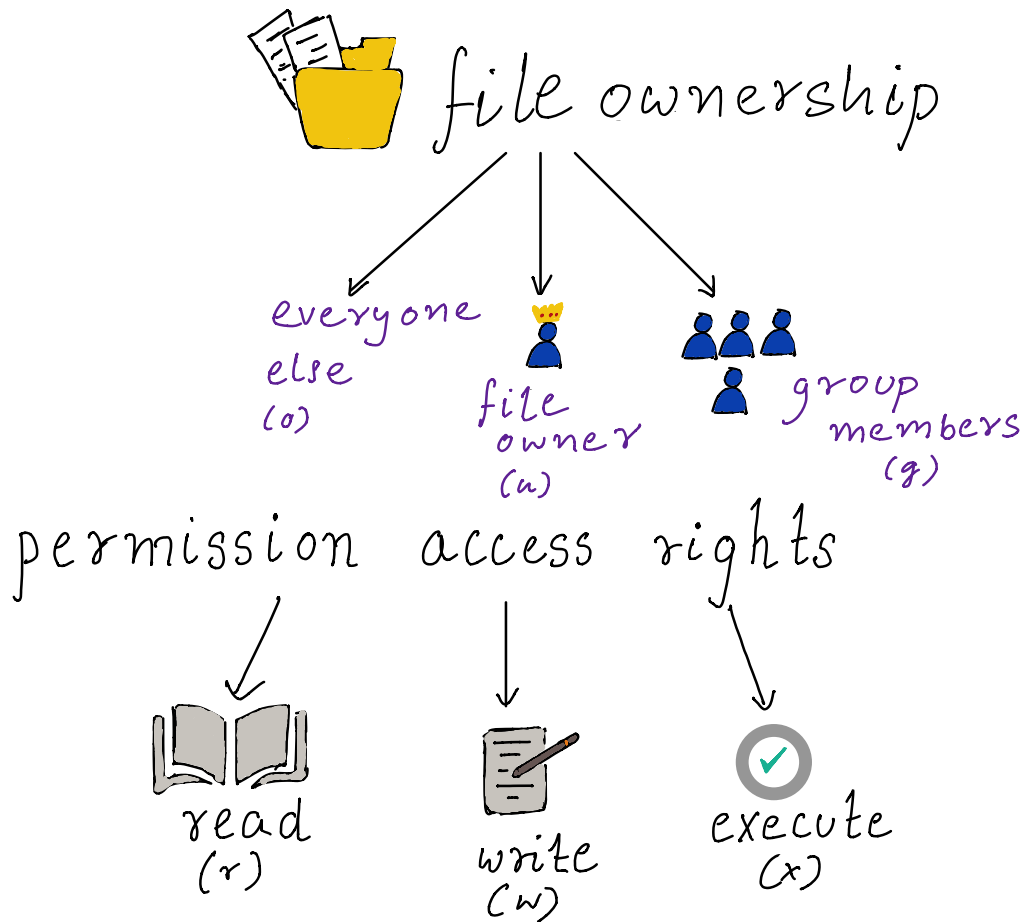 file ownership
everyone
else
(o)
file
owner
(u)
group
members
(g)
permission access rights
read
(r)
write
(w)
execute
(x)